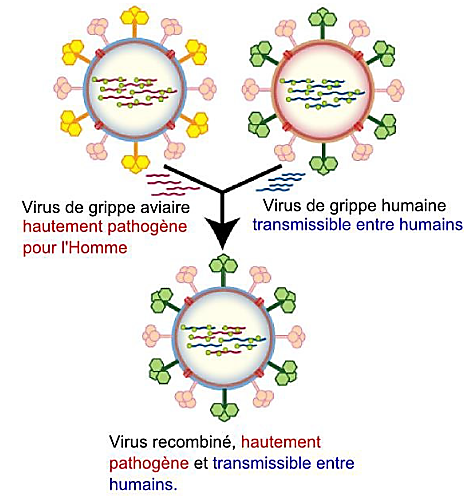 Virus de grippe aviaire
hautement pathogène
pour l'Homme
Virus de grippe humaine
transmissible entre humains
Virus recombiné, hautement
pathogène et transmissible entre
humains.